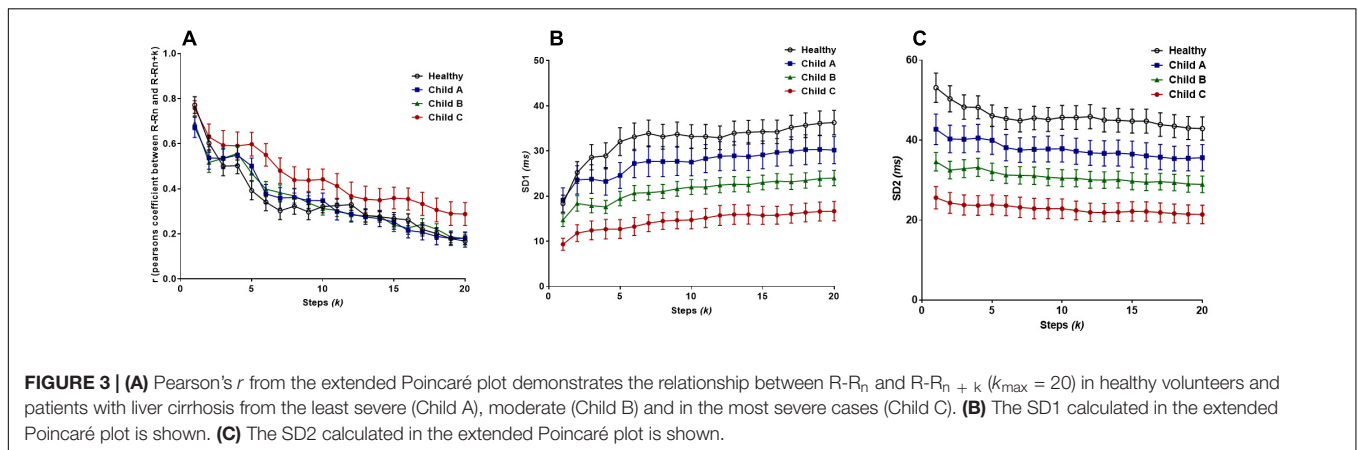 A
r (pearsons coefficient between R-Rn and R-Rn+k)
1.0
0.8
0.6
0.4
0.2
0.0
0 5 10 15 20
Steps (k)
Healthy
Child A
Child B
Child C
B
SD1 (ms)
50
40
30
20
10
0
0 5 10 15 20
Steps (k)
Healthy
Child A
Child B
Child C
C
SD2 (ms)
60
40
20
0
0 5 10 15 20
Steps (k)
Healthy
Child A
Child B
Child C
FIGURE 3 | (A) Pearson's r from the extended Poincaré plot demonstrates the relationship between R-Rn and R-Rn + k (kmax = 20) in healthy volunteers and
patients with liver cirrhosis from the least severe (Child A), moderate (Child B) and in the most severe cases (Child C). (B) The SD1 calculated in the extended
Poincaré plot is shown. (C) The SD2 calculated in the extended Poincaré plot is shown.